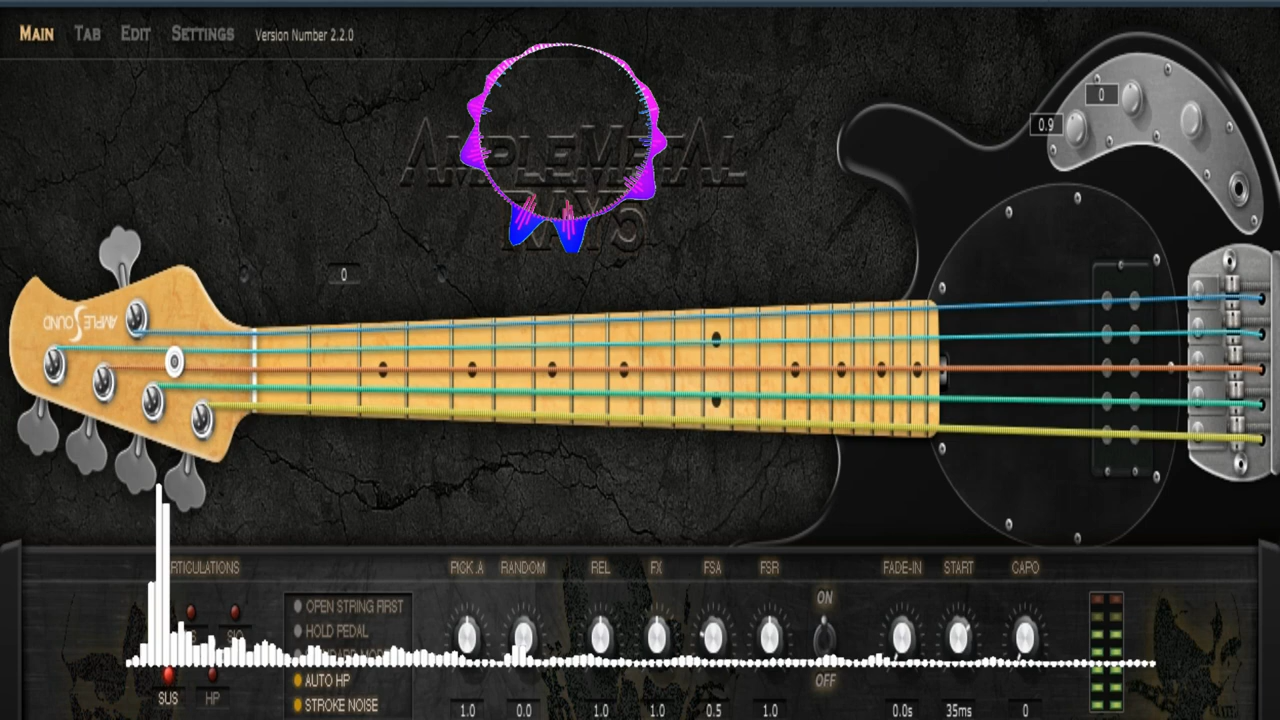 MAIN TAB EDIT SETTINGS Version Number 2.2.0
0
0.9
AMPLEMETAL
RAY5
0
AMPLE SOUND
RTICULATIONS PICK.A RANDOM REL FX FSA FSR FADE-IN START CAPO
ON
OPEN STRING FIRST
HOLD PEDAL
AUTO HP
OFF
SUS HP
STROKE NOISE
1.0 0.0 1.0 1.0 0.5 1.0 0.0s 35ms 0